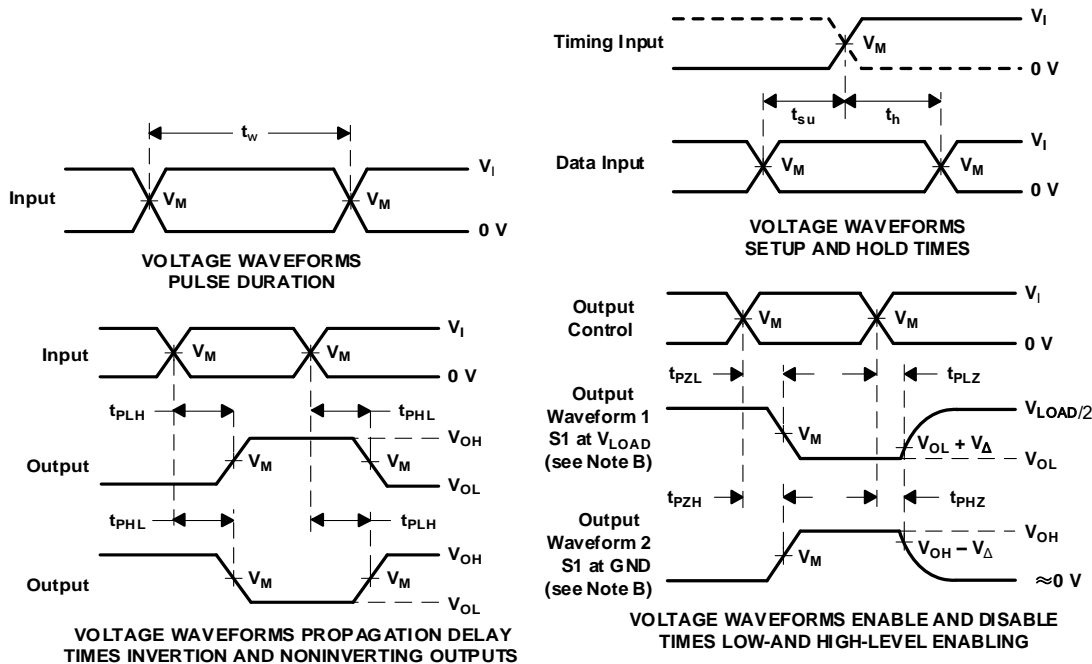 t_w
Input
V_I
V_M
V_M
0 V
VOLTAGE WAVEFORMS
PULSE DURATION
Timing Input
V_I
V_M
0 V
t_su
t_h
Data Input
V_I
V_M
V_M
0 V
VOLTAGE WAVEFORMS
SETUP AND HOLD TIMES
Input
V_I
V_M
V_M
0 V
t_PLH
t_PHL
Output
V_OH
V_M
V_M
V_OL
t_PHL
t_PLH
Output
V_OH
V_M
V_M
V_OL
VOLTAGE WAVEFORMS PROPAGATION DELAY
TIMES INVERTION AND NONINVERTING OUTPUTS
Output
Control
V_I
V_M
V_M
0 V
t_PZL
t_PLZ
Output
Waveform 1
S1 at V_LOAD
(see Note B)
V_LOAD/2
V_M
V_OL + V_Δ
V_OL
t_PZH
t_PHZ
Output
Waveform 2
S1 at GND
(see Note B)
V_OH
V_M
V_OH – V_Δ
≈0 V
VOLTAGE WAVEFORMS ENABLE AND DISABLE
TIMES LOW-AND HIGH-LEVEL ENABLING